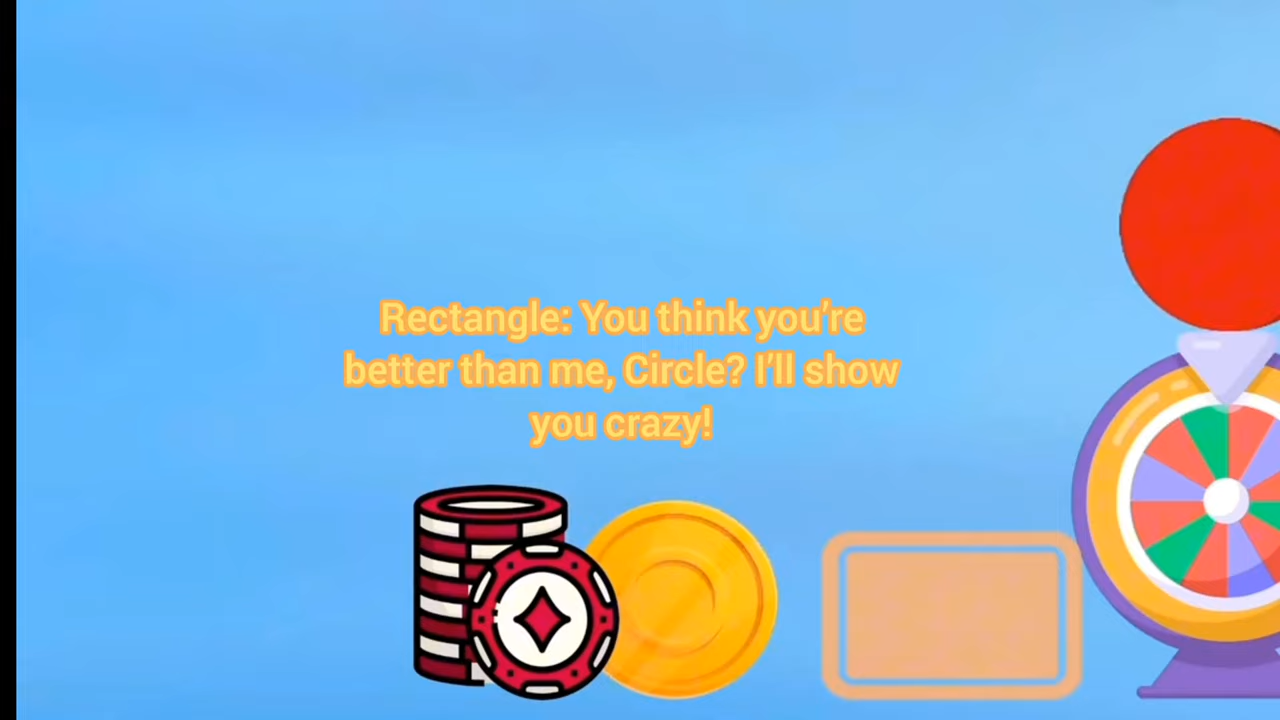 Rectangle: You think you’re
better than me, Circle? I’ll show
you crazy!